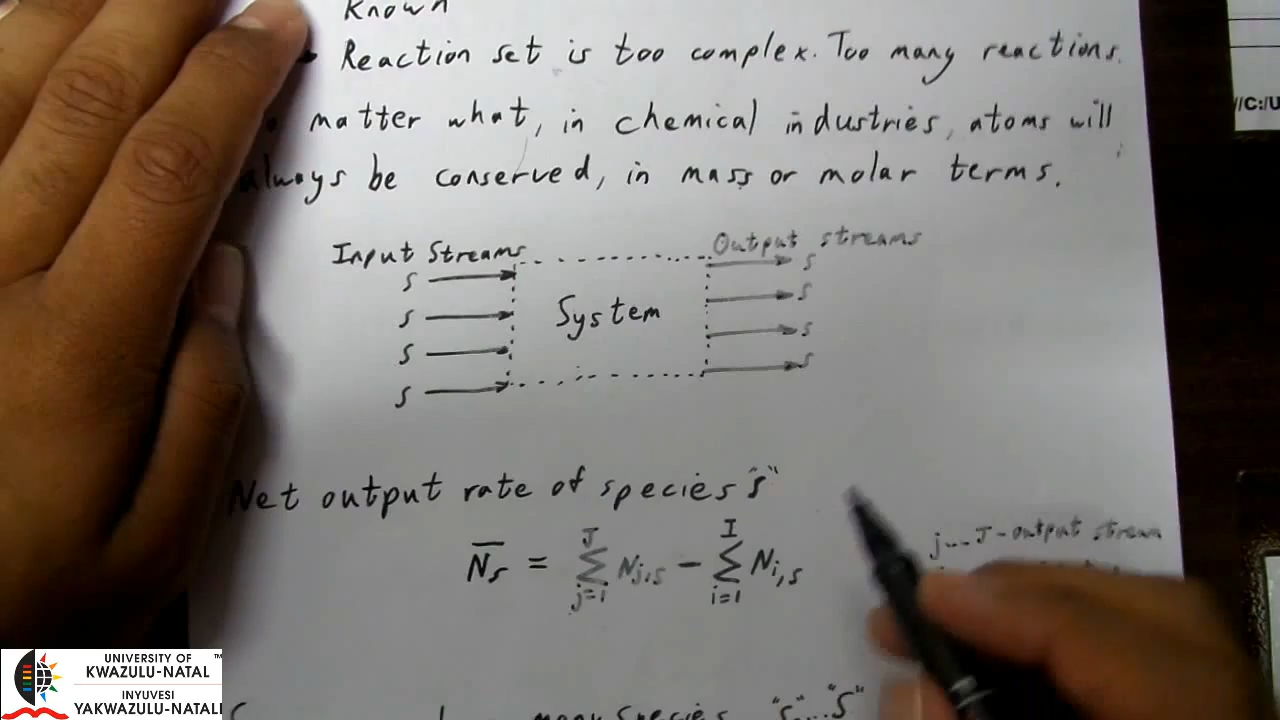 Known
Reaction set is too complex. Too many reactions.
matter what, in chemical industries, atoms will
always be conserved, in mass or molar terms.
Input Streams
Output streams
s s
s System s
s s
s s
Net output rate of species "s"
N̅s = Σ_{j=1}^{J} Nj,s − Σ_{i=1}^{I} Ni,s
j...J - output stream
many species "s"...."S"
//C:/U
UNIVERSITY OF ™
KWAZULU-NATAL
INYUVESI
YAKWAZULU-NATALI